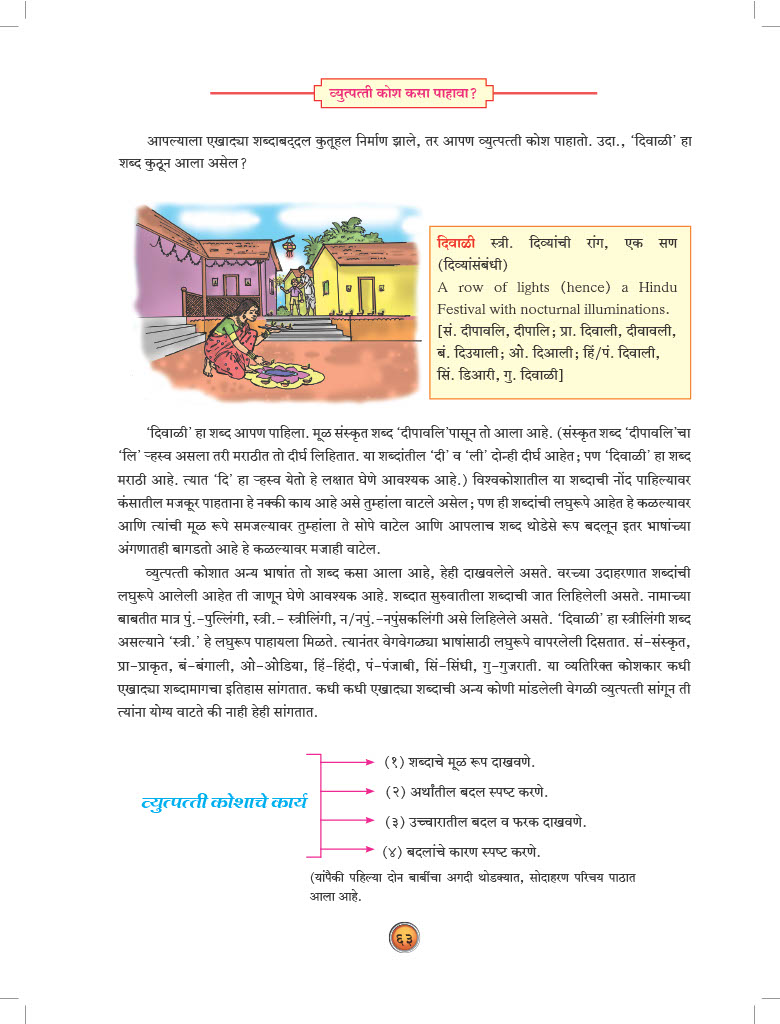 व्युत्पत्ती कोश कसा पाहावा?
आपल्याला एखाद्या शब्दाबद्दल कुतूहल निर्माण झाले, तर आपण व्युत्पत्ती कोश पाहातो. उदा., ‘दिवाळी’ हा
शब्द कुठून आला असेल?
दिवाळी स्त्री. दिव्यांची रांग, एक सण
(दिव्यांसंबंधी)
A row of lights (hence) a Hindu
Festival with nocturnal illuminations.
[सं. दीपावलि, दीपालि; प्रा. दिवाली, दीवावली,
बं. दिउयाली; ओ. दिआली; हिं/पं. दिवाली,
सिं. डिआरी, गु. दिवाळी]
‘दिवाळी’ हा शब्द आपण पाहिला. मूळ संस्कृत शब्द ‘दीपावलि’पासून तो आला आहे. (संस्कृत शब्द ‘दीपावलि’चा
‘लि’ ऱ्हस्व असला तरी मराठीत तो दीर्घ लिहितात. या शब्दांतील ‘दी’ व ‘ली’ दोन्ही दीर्घ आहेत; पण ‘दिवाळी’ हा शब्द
मराठी आहे. त्यात ‘दि’ हा ऱ्हस्व येतो हे लक्षात घेणे आवश्यक आहे.) विश्वकोशातील या शब्दाची नोंद पाहिल्यावर
कंसातील मजकूर पाहताना हे नक्की काय आहे असे तुम्हांला वाटले असेल; पण ही शब्दांची लघुरूपे आहेत हे कळल्यावर
आणि त्यांची मूळ रूपे समजल्यावर तुम्हांला ते सोपे वाटेल आणि आपलाच शब्द थोडेसे रूप बदलून इतर भाषांच्या
अंगणातही बागडतो आहे हे कळल्यावर मजाही वाटेल.
व्युत्पत्ती कोशात अन्य भाषांत तो शब्द कसा आला आहे, हेही दाखवलेले असते. वरच्या उदाहरणात शब्दांची
लघुरूपे आलेली आहेत ती जाणून घेणे आवश्यक आहे. शब्दात सुरुवातीला शब्दाची जात लिहिलेली असते. नामाच्या
बाबतीत मात्र पुं.-पुल्लिंगी, स्त्री.- स्त्रीलिंगी, न/नपुं.-नपुंसकलिंगी असे लिहिलेले असते. ‘दिवाळी’ हा स्त्रीलिंगी शब्द
असल्याने ‘स्त्री.’ हे लघुरूप पाहायला मिळते. त्यानंतर वेगवेगळ्या भाषांसाठी लघुरूपे वापरलेली दिसतात. सं-संस्कृत,
प्रा-प्राकृत, बं-बंगाली, ओ-ओडिया, हिं-हिंदी, पं-पंजाबी, सिं-सिंधी, गु-गुजराती. या व्यतिरिक्त कोशकार कधी
एखाद्या शब्दामागचा इतिहास सांगतात. कधी कधी एखाद्या शब्दाची अन्य कोणी मांडलेली वेगळी व्युत्पत्ती सांगून ती
त्यांना योग्य वाटते की नाही हेही सांगतात.
व्युत्पत्ती कोशाचे कार्य
(१) शब्दाचे मूळ रूप दाखवणे.
(२) अर्थांतील बदल स्पष्ट करणे.
(३) उच्चारातील बदल व फरक दाखवणे.
(४) बदलांचे कारण स्पष्ट करणे.
(यांपैकी पहिल्या दोन बाबींचा अगदी थोडक्यात, सोदाहरण परिचय पाठात
आला आहे.
६३